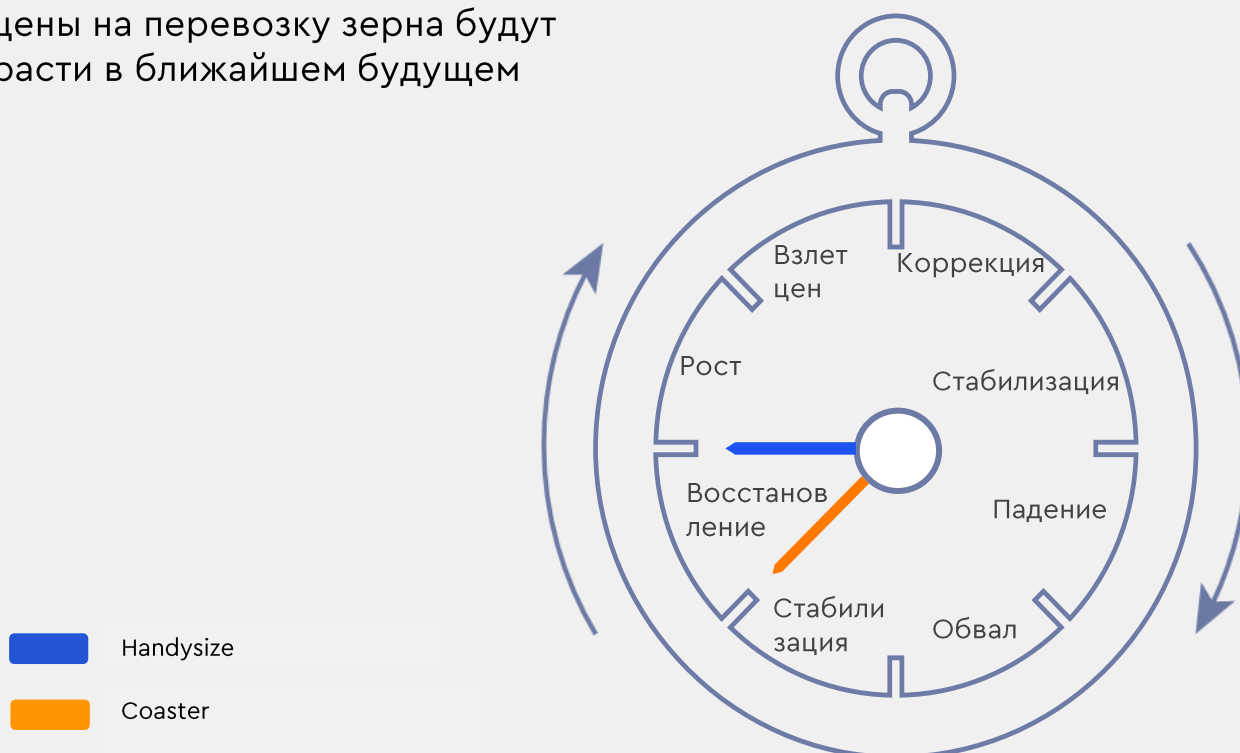 цены на перевозку зерна будут
расти в ближайшем будущем
Взлет
цен
Коррекция
Рост
Стабилизация
Восстанов
ление
Падение
Стабили
зация
Обвал
Handysize
Coaster